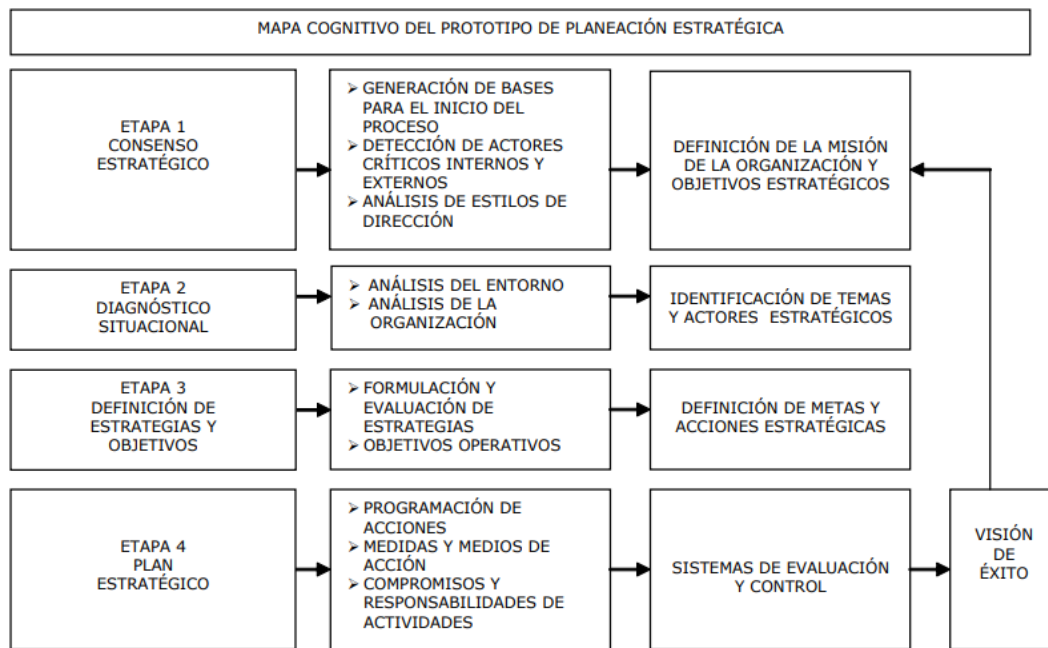 MAPA COGNITIVO DEL PROTOTIPO DE PLANEACIÓN ESTRATÉGICA
ETAPA 1
CONSENSO
ESTRATÉGICO
➢ GENERACIÓN DE BASES
PARA EL INICIO DEL
PROCESO
➢ DETECCIÓN DE ACTORES
CRÍTICOS INTERNOS Y
EXTERNOS
➢ ANÁLISIS DE ESTILOS DE
DIRECCIÓN
DEFINICIÓN DE LA MISIÓN
DE LA ORGANIZACIÓN Y
OBJETIVOS ESTRATÉGICOS
ETAPA 2
DIAGNÓSTICO
SITUACIONAL
➢ ANÁLISIS DEL ENTORNO
➢ ANÁLISIS DE LA
ORGANIZACIÓN
IDENTIFICACIÓN DE TEMAS
Y ACTORES ESTRATÉGICOS
ETAPA 3
DEFINICIÓN DE
ESTRATEGIAS Y
OBJETIVOS
➢ FORMULACIÓN Y
EVALUACIÓN DE
ESTRATEGIAS
➢ OBJETIVOS OPERATIVOS
DEFINICIÓN DE METAS Y
ACCIONES ESTRATÉGICAS
ETAPA 4
PLAN
ESTRATÉGICO
➢ PROGRAMACIÓN DE
ACCIONES
➢ MEDIDAS Y MEDIOS DE
ACCIÓN
➢ COMPROMISOS Y
RESPONSABILIDADES DE
ACTIVIDADES
SISTEMAS DE EVALUACIÓN
Y CONTROL
VISIÓN
DE
ÉXITO